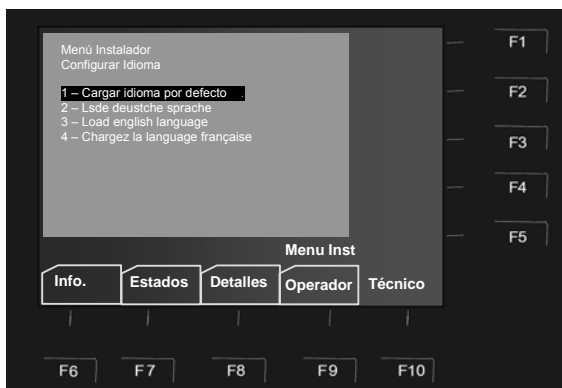 Menú Instalador
Configurar Idioma
1 – Cargar idioma por defecto .
2 – Lsde deustche sprache
3 – Load english language
4 – Chargez la language française
Menu Inst
Info. Estados Detalles Operador Técnico
F1
F2
F3
F4
F5
F6 F7 F8 F9 F10